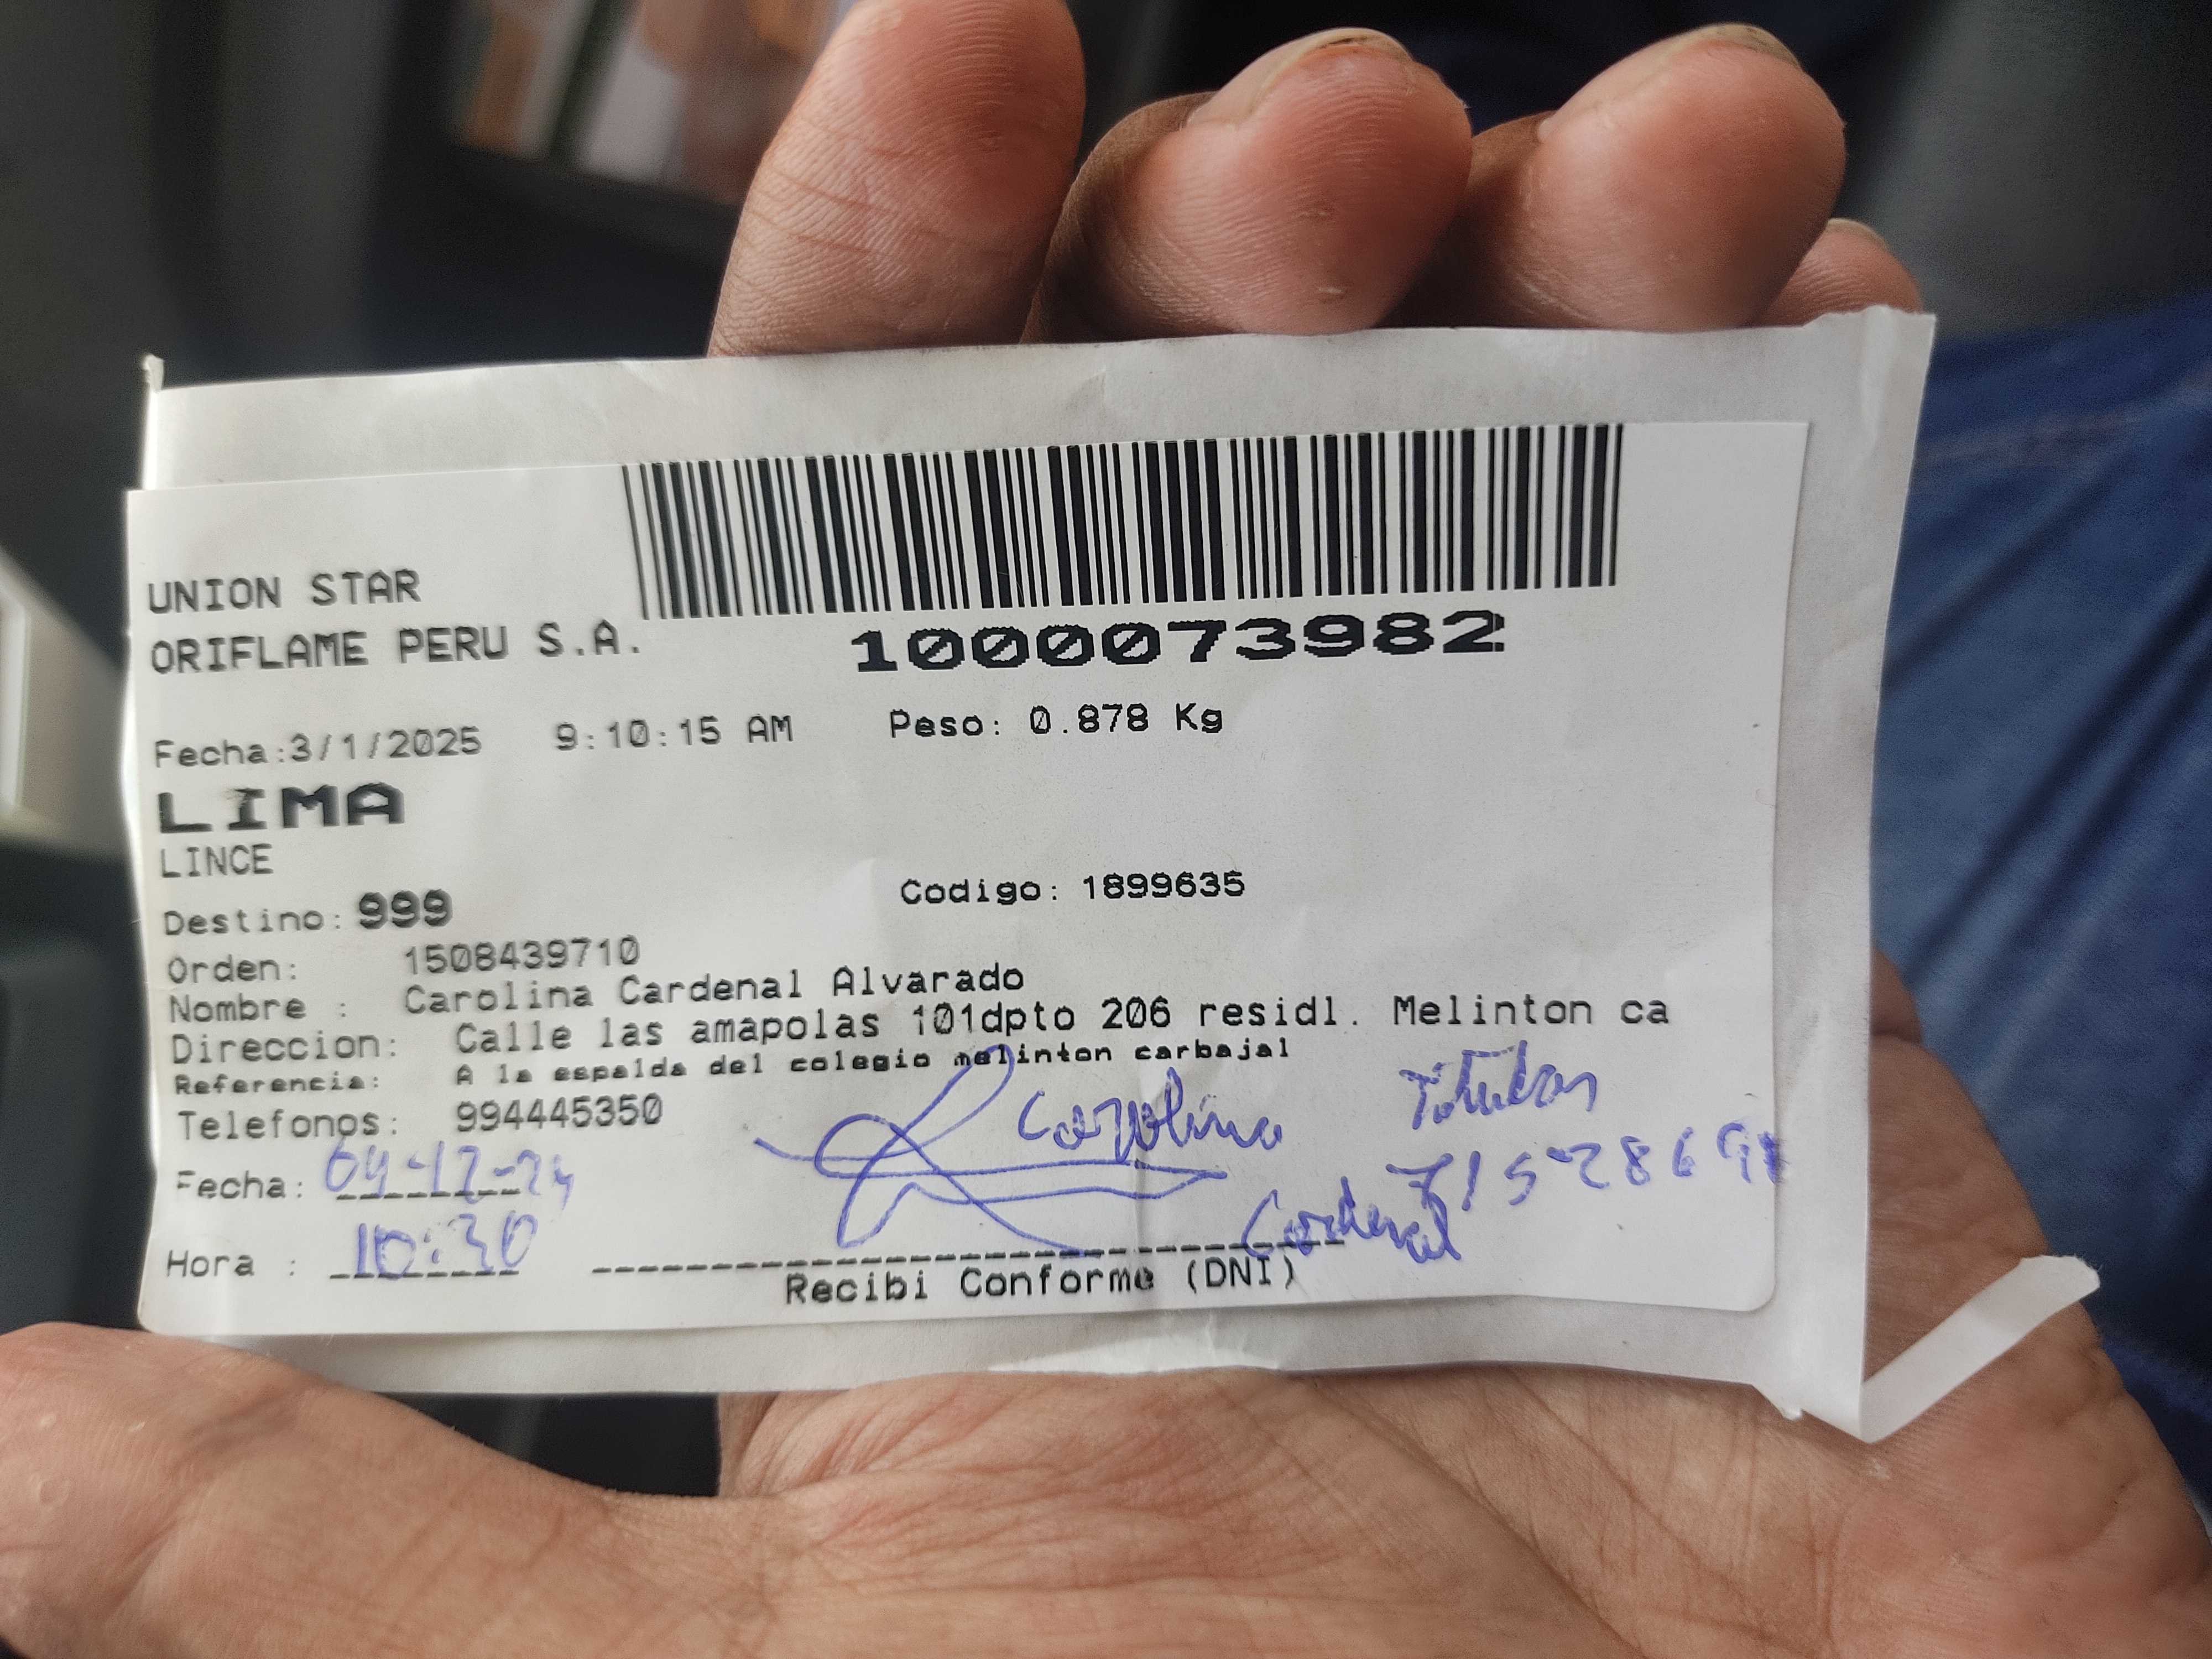 UNION STAR
ORIFLAME PERU S.A.
1000073982
Fecha:3/1/2025 9:10:15 AM Peso: 0.878 Kg
LIMA
LINCE
Destino: 999 Codigo: 1899635
Orden: 1508439710
Nombre : Carolina Cardenal Alvarado
Direccion: Calle las amapolas 101dpto 206 residl. Melinton ca
Referencia: A la espalda del colegio melinton carbajal
Telefonos: 994445350
Carolina Titular
Fecha: 04-12-24
Cardenal
Hora : 10:30
Recibi Conforme (DNI)